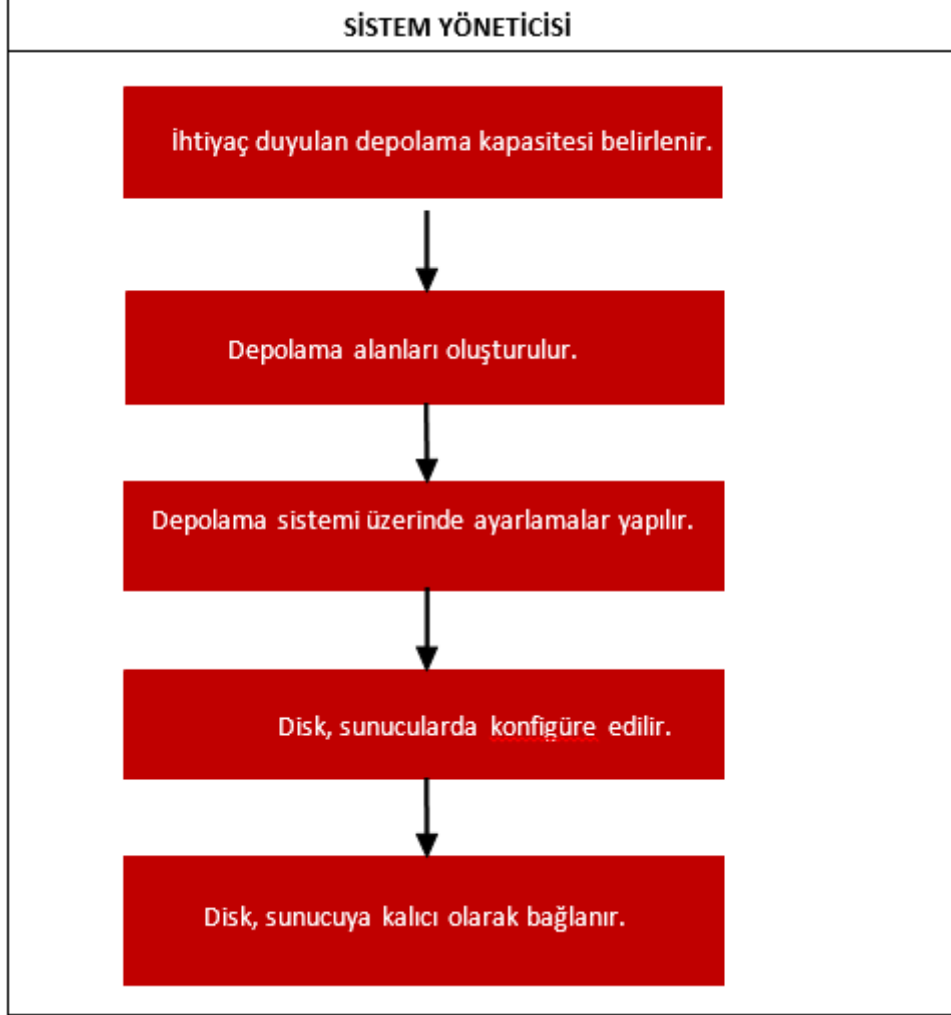 SİSTEM YÖNETİCİSİ
İhtiyaç duyulan depolama kapasitesi belirlenir.
Depolama alanları oluşturulur.
Depolama sistemi üzerinde ayarlamalar yapılır.
Disk, sunucularda konfigüre edilir.
Disk, sunucuya kalıcı olarak bağlanır.